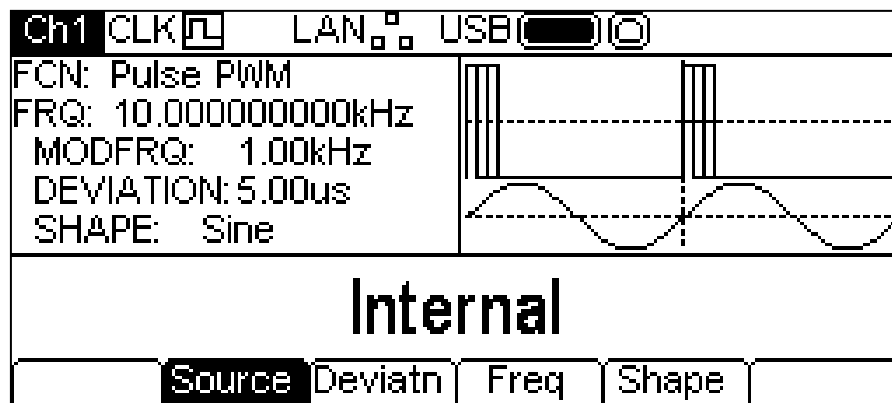 Ch1 CLK LAN USB
FCN: Pulse PWM
FRQ: 10.000000000kHz
MODFRQ: 1.00kHz
DEVIATION: 5.00us
SHAPE: Sine
Internal
Source Deviatn Freq Shape